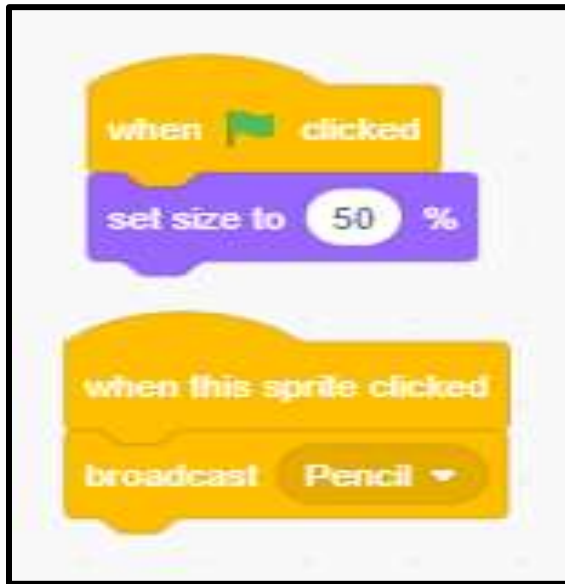 when clicked
set size to 50 %
when this sprite clicked
broadcast Pencil